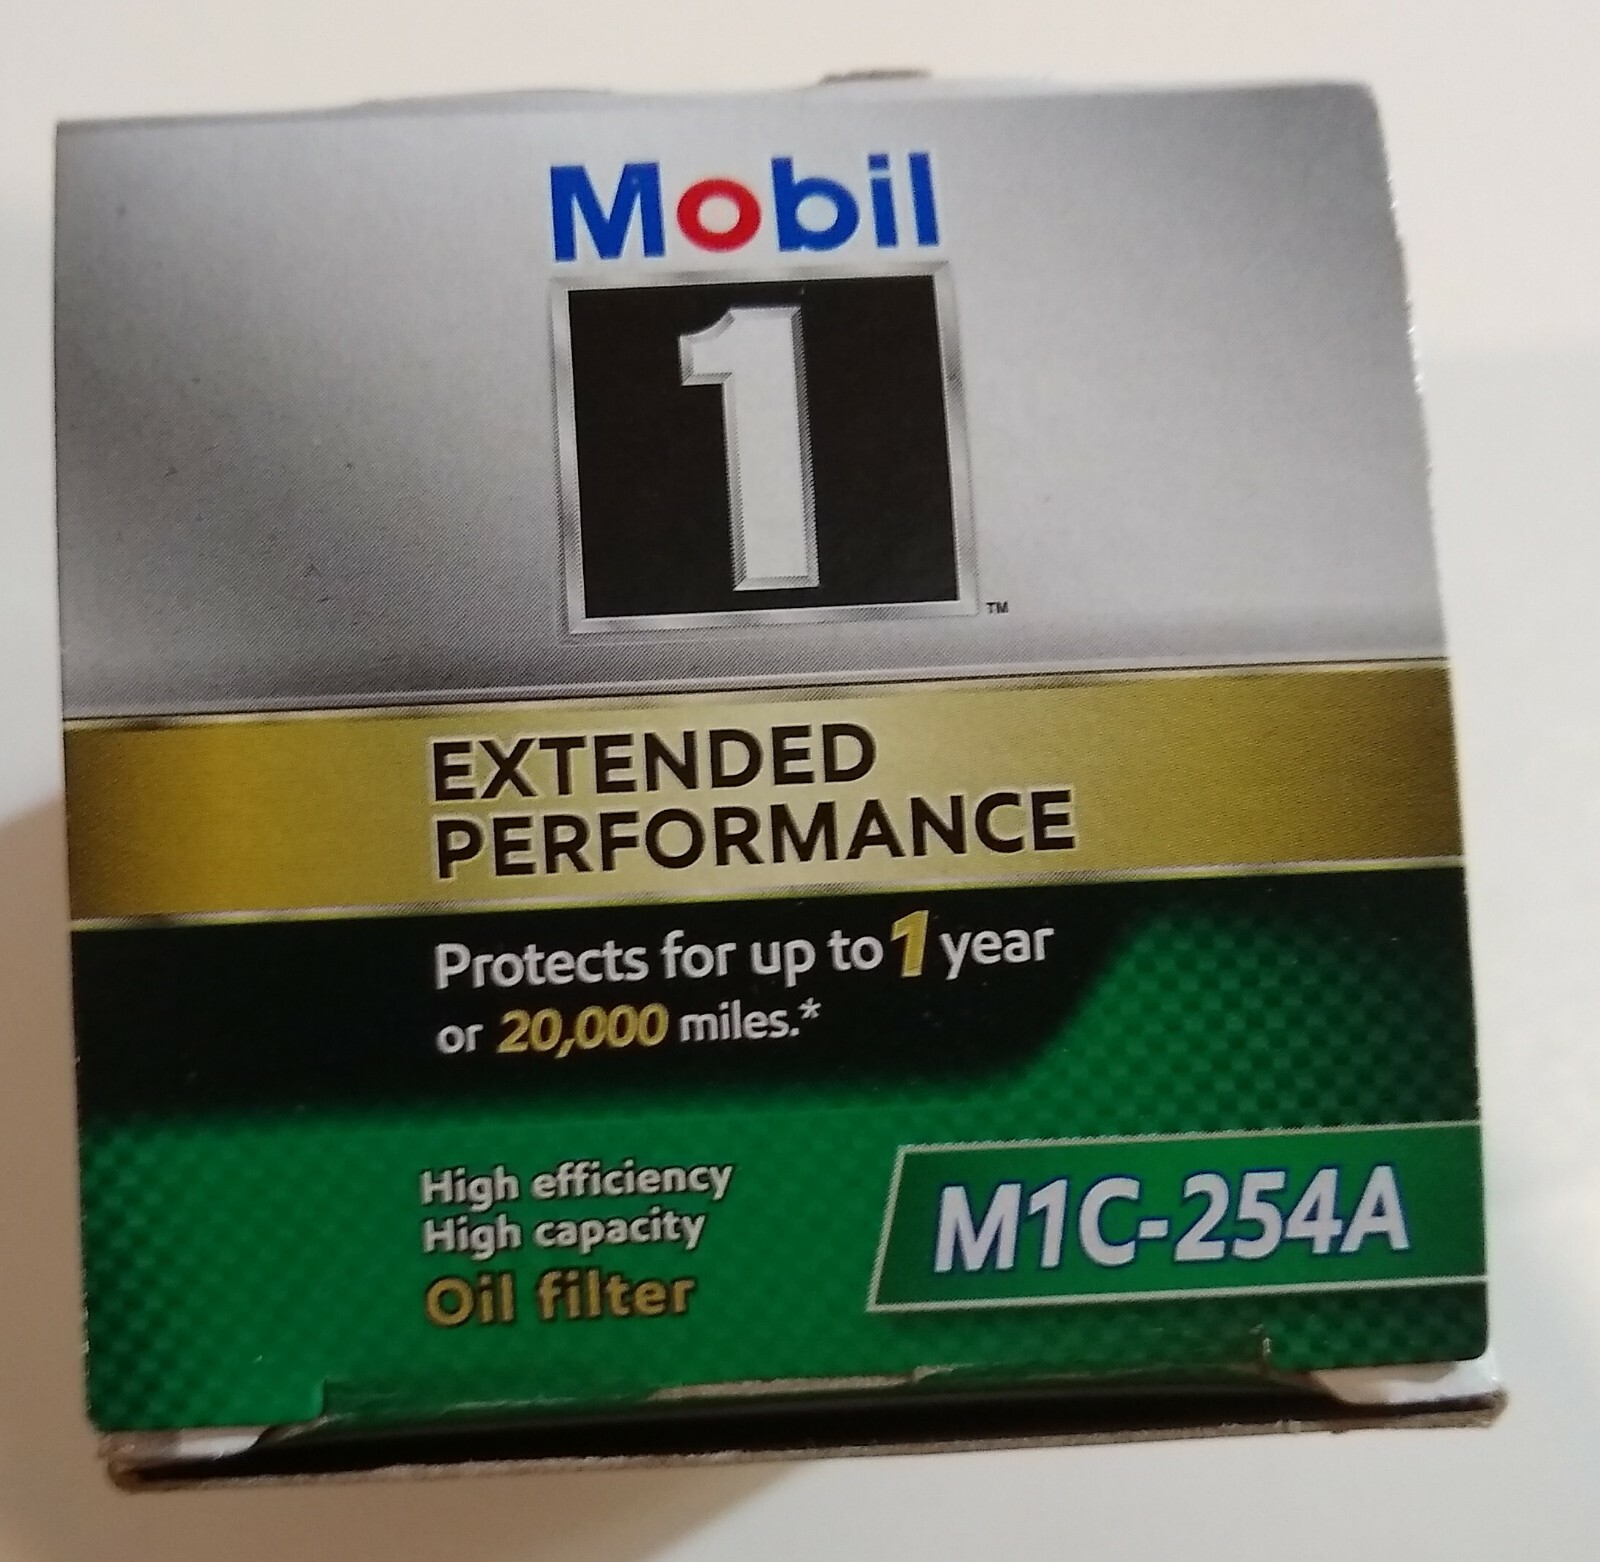 Mobil
1
TM
EXTENDED
PERFORMANCE
Protects for up to 1 year
or 20,000 miles.*
High efficiency
High capacity
Oil filter
M1C-254A